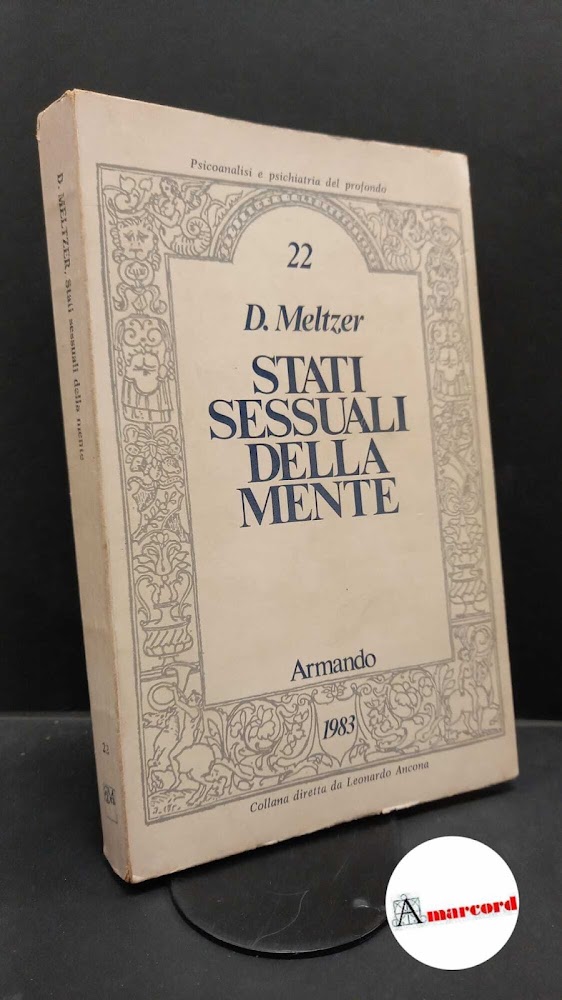 Psicoanalisi e psichiatria del profondo
22
D. Meltzer
STATI
SESSUALI
DELLA
MENTE
Armando
1983
Collana diretta da Leonardo Ancona
D. MELTZER, Stati sessuali della mente
Amarcord